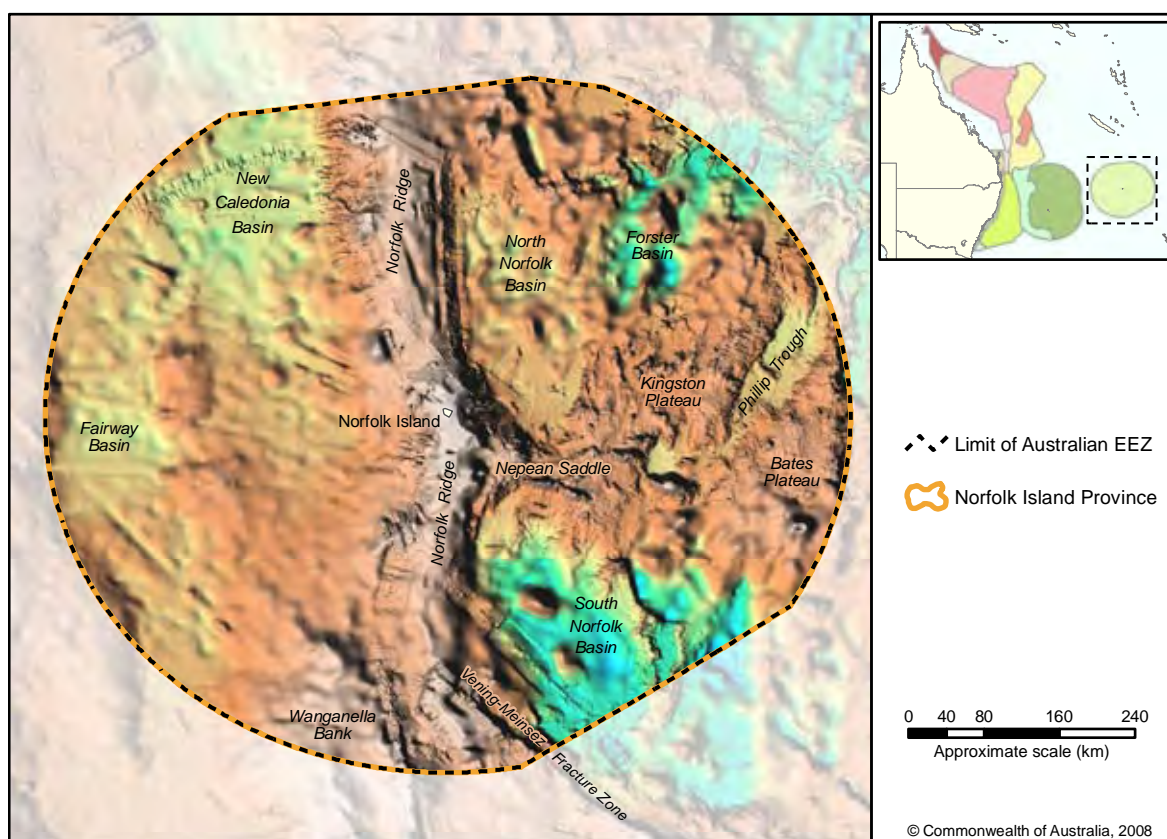 New
Caledonia
Basin
Norfolk Ridge
North
Norfolk
Basin
Forster
Basin
Phillip Trough
Kingston
Plateau
Norfolk Island
Fairway
Basin
Nepean Saddle
Bates
Plateau
Norfolk Ridge
South
Norfolk
Basin
Vening-Meinsez Fracture Zone
Wanganella
Bank
Limit of Australian EEZ
Norfolk Island Province
0 40 80 160 240
Approximate scale (km)
© Commonwealth of Australia, 2008